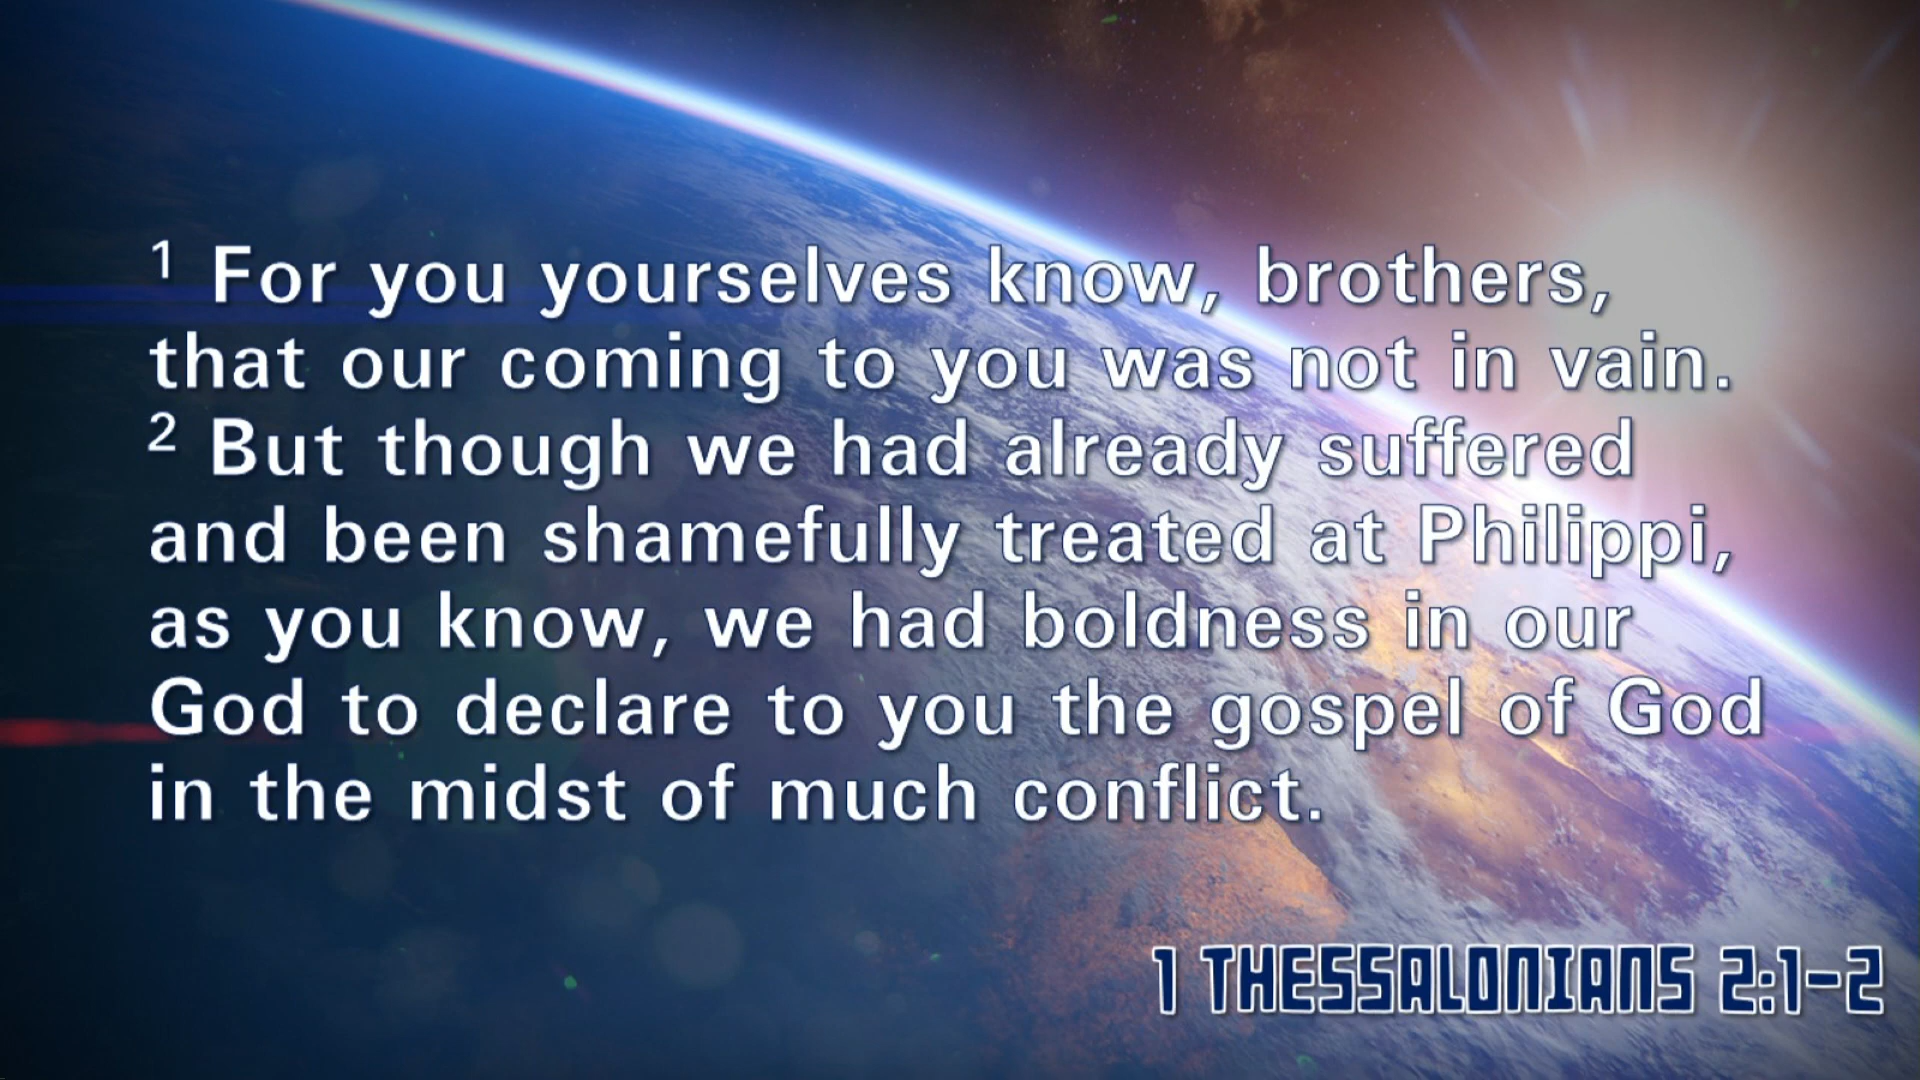 1 For you yourselves know, brothers,
that our coming to you was not in vain.
2 But though we had already suffered
and been shamefully treated at Philippi,
as you know, we had boldness in our
God to declare to you the gospel of God
in the midst of much conflict.
1 THESSALONIANS 2:1-2